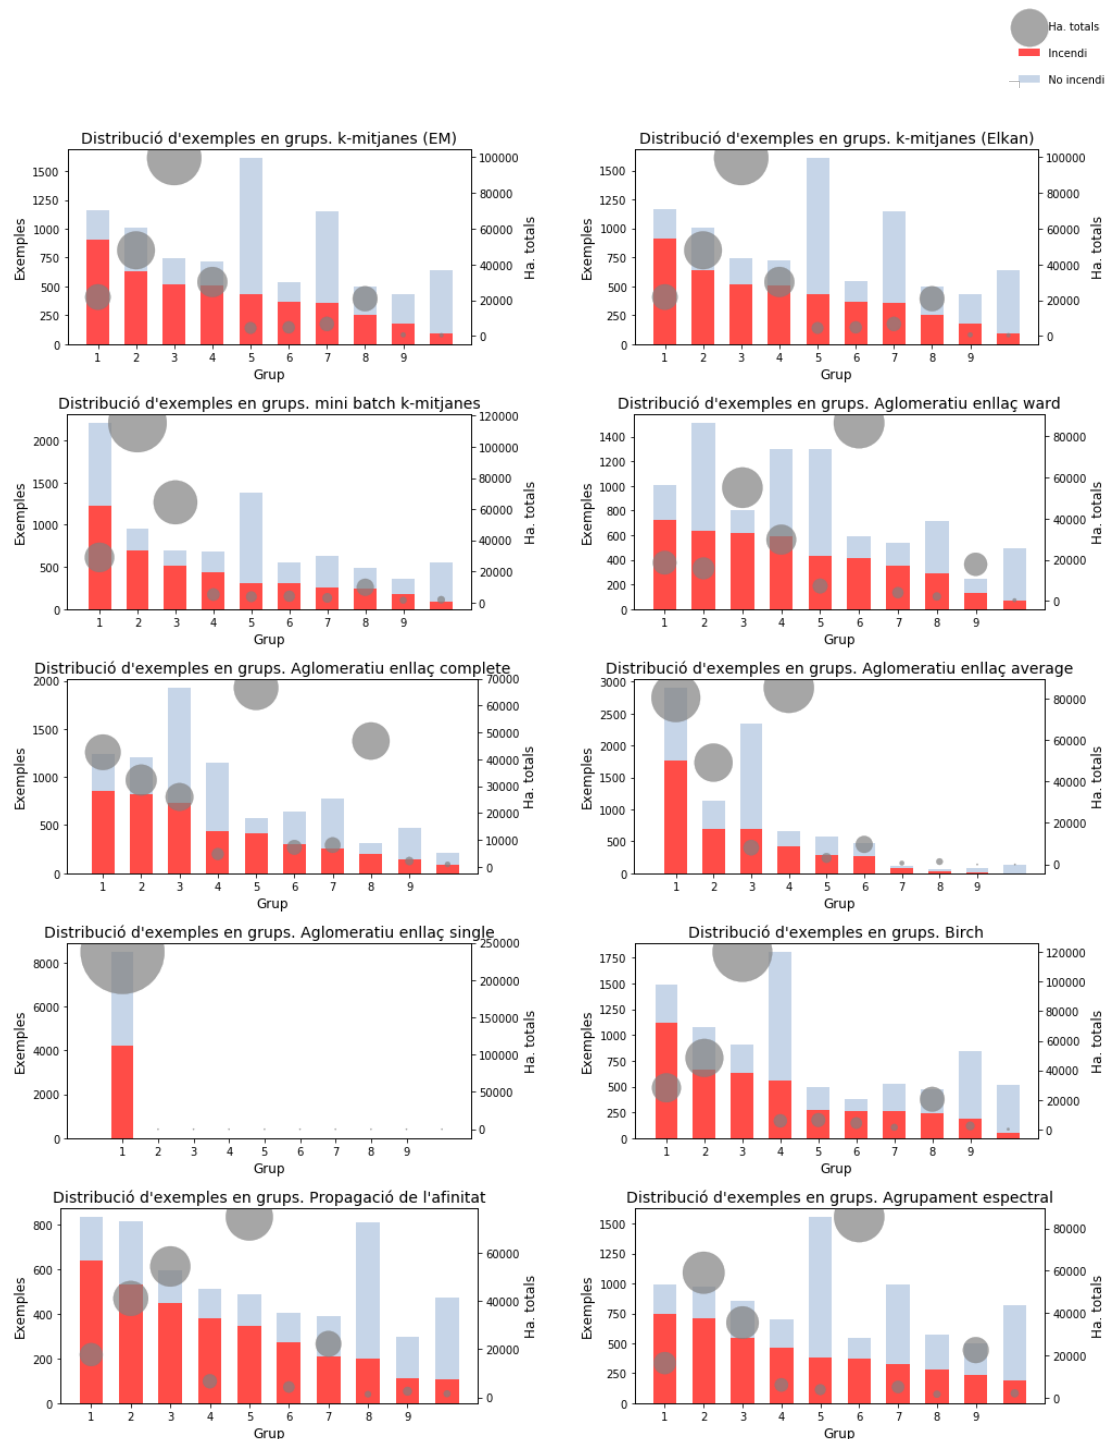 Ha. totals
Incendi
No incendi
Distribució d'exemples en grups. k-mitjanes (EM)
1500
1250
1000
750
500
250
0
Exemples
100000
80000
60000
40000
20000
0
Ha. totals
1 2 3 4 5 6 7 8 9
Grup
Distribució d'exemples en grups. k-mitjanes (Elkan)
1500
1250
1000
750
500
250
0
Exemples
100000
80000
60000
40000
20000
0
Ha. totals
1 2 3 4 5 6 7 8 9
Grup
Distribució d'exemples en grups. mini batch k-mitjanes
2000
1500
1000
500
0
Exemples
120000
100000
80000
60000
40000
20000
0
Ha. totals
1 2 3 4 5 6 7 8 9
Grup
Distribució d'exemples en grups. Aglomeratiu enllaç ward
1400
1200
1000
800
600
400
200
0
Exemples
80000
60000
40000
20000
0
Ha. totals
1 2 3 4 5 6 7 8 9
Grup
Distribució d'exemples en grups. Aglomeratiu enllaç complete
2000
1500
1000
500
0
Exemples
70000
60000
50000
40000
30000
20000
10000
0
Ha. totals
1 2 3 4 5 6 7 8 9
Grup
Distribució d'exemples en grups. Aglomeratiu enllaç average
3000
2500
2000
1500
1000
500
0
Exemples
80000
60000
40000
20000
0
Ha. totals
1 2 3 4 5 6 7 8 9
Grup
Distribució d'exemples en grups. Aglomeratiu enllaç single
8000
6000
4000
2000
0
Exemples
250000
200000
150000
100000
50000
0
Ha. totals
1 2 3 4 5 6 7 8 9
Grup
Distribució d'exemples en grups. Birch
1750
1500
1250
1000
750
500
250
0
Exemples
120000
100000
80000
60000
40000
20000
0
Ha. totals
1 2 3 4 5 6 7 8 9
Grup
Distribució d'exemples en grups. Propagació de l'afinitat
800
600
400
200
0
Exemples
60000
40000
20000
0
Ha. totals
1 2 3 4 5 6 7 8 9
Grup
Distribució d'exemples en grups. Agrupament espectral
1500
1250
1000
750
500
250
0
Exemples
80000
60000
40000
20000
0
Ha. totals
1 2 3 4 5 6 7 8 9
Grup